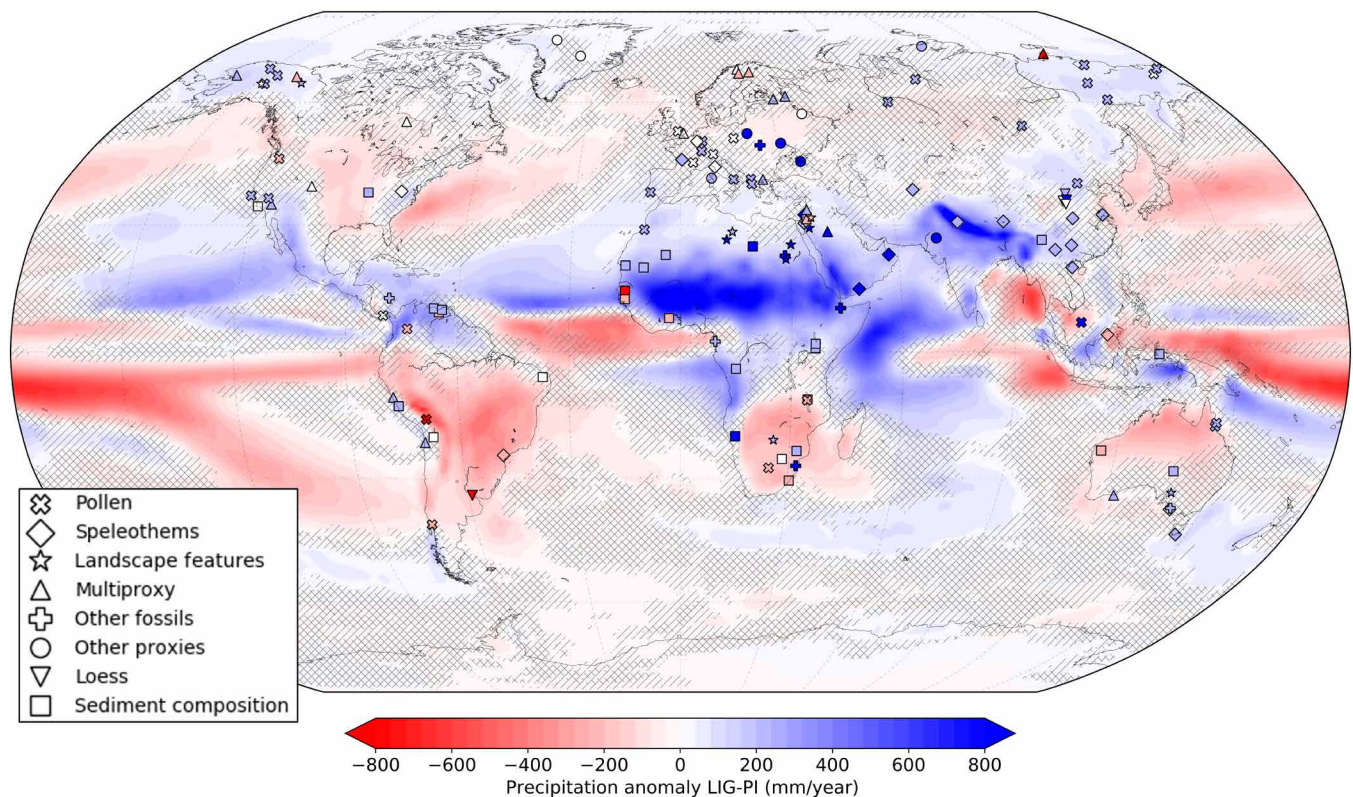 Pollen
Speleothems
Landscape features
Multiproxy
Other fossils
Other proxies
Loess
Sediment composition
−800 −600 −400 −200 0 200 400 600 800
Precipitation anomaly LIG-PI (mm/year)